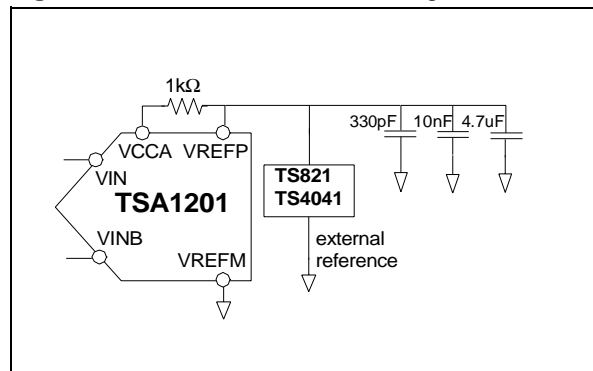 1kΩ
330pF 10nF 4.7uF
VCCA VREFP
VIN
TS821
TS4041
TSA1201
VINB
external
reference
VREFM